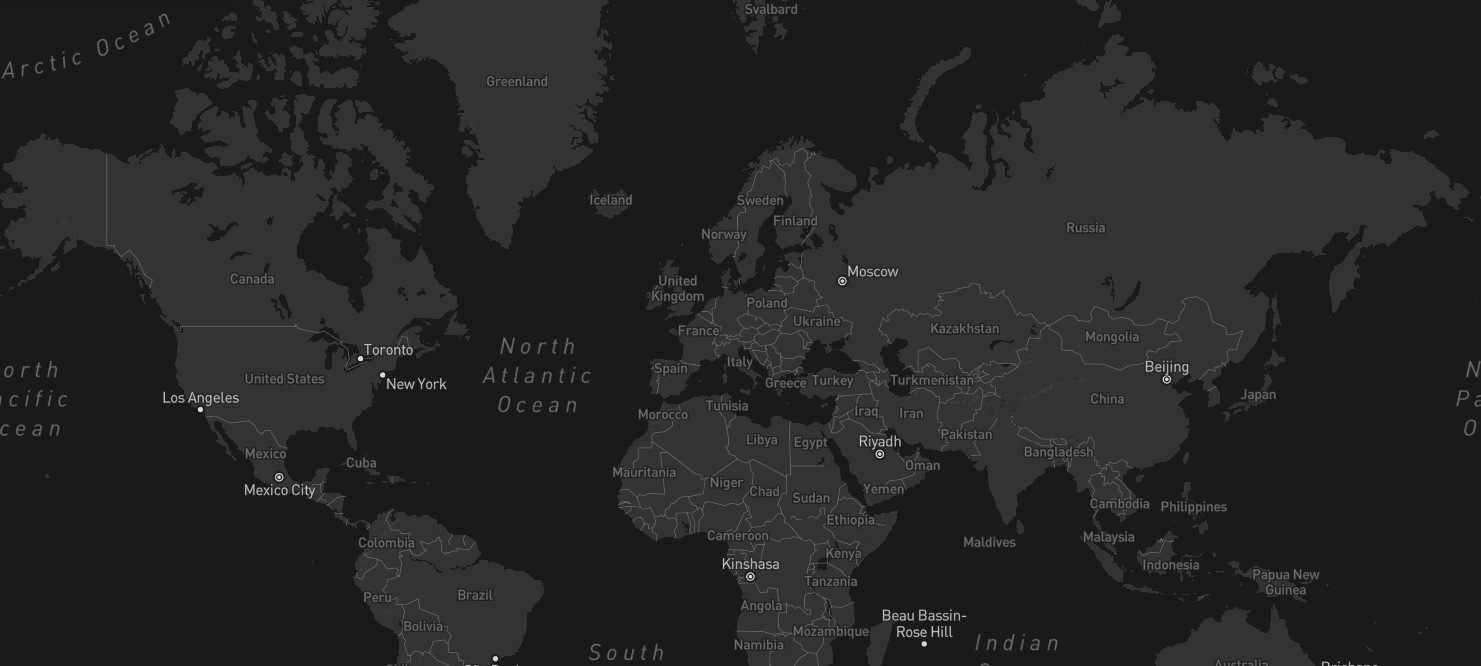 Svalbard
Arctic Ocean
Greenland
Iceland
Sweden
Finland
Norway
Russia
Canada
Moscow
United
Kingdom
Poland
Ukraine
France
Kazakhstan
Mongolia
North
Atlantic
Ocean
Toronto
Italy
Spain
Beijing
United States
New York
Greece
Turkey
Turkmenistan
Japan
China
Los Angeles
orth
cific
cean
N
Pa
O
Morocco
Tunisia
Iraq
Iran
Libya
Egypt
Riyadh
Pakistan
Mexico
Cuba
Bangladesh
Oman
Mauritania
Mexico City
Niger
Chad
Sudan
Yemen
Cambodia
Philippines
Ethiopia
Colombia
Cameroon
Maldives
Malaysia
Kenya
Kinshasa
Indonesia
Tanzania
Papua New
Guinea
Peru
Brazil
Angola
Beau Bassin-
Rose Hill
Bolivia
Mozambique
Namibia
South
Indian
Australia
Brisbane